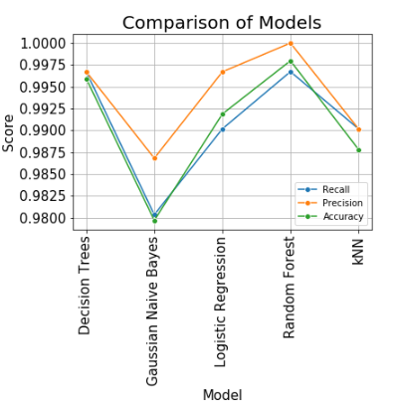 Comparison of Models
1.0000
0.9975
0.9950
0.9925
0.9900
0.9875
0.9850
0.9825
0.9800
Score
Recall
Precision
Accuracy
Decision Trees
Gaussian Naive Bayes
Logistic Regression
Random Forest
kNN
Model